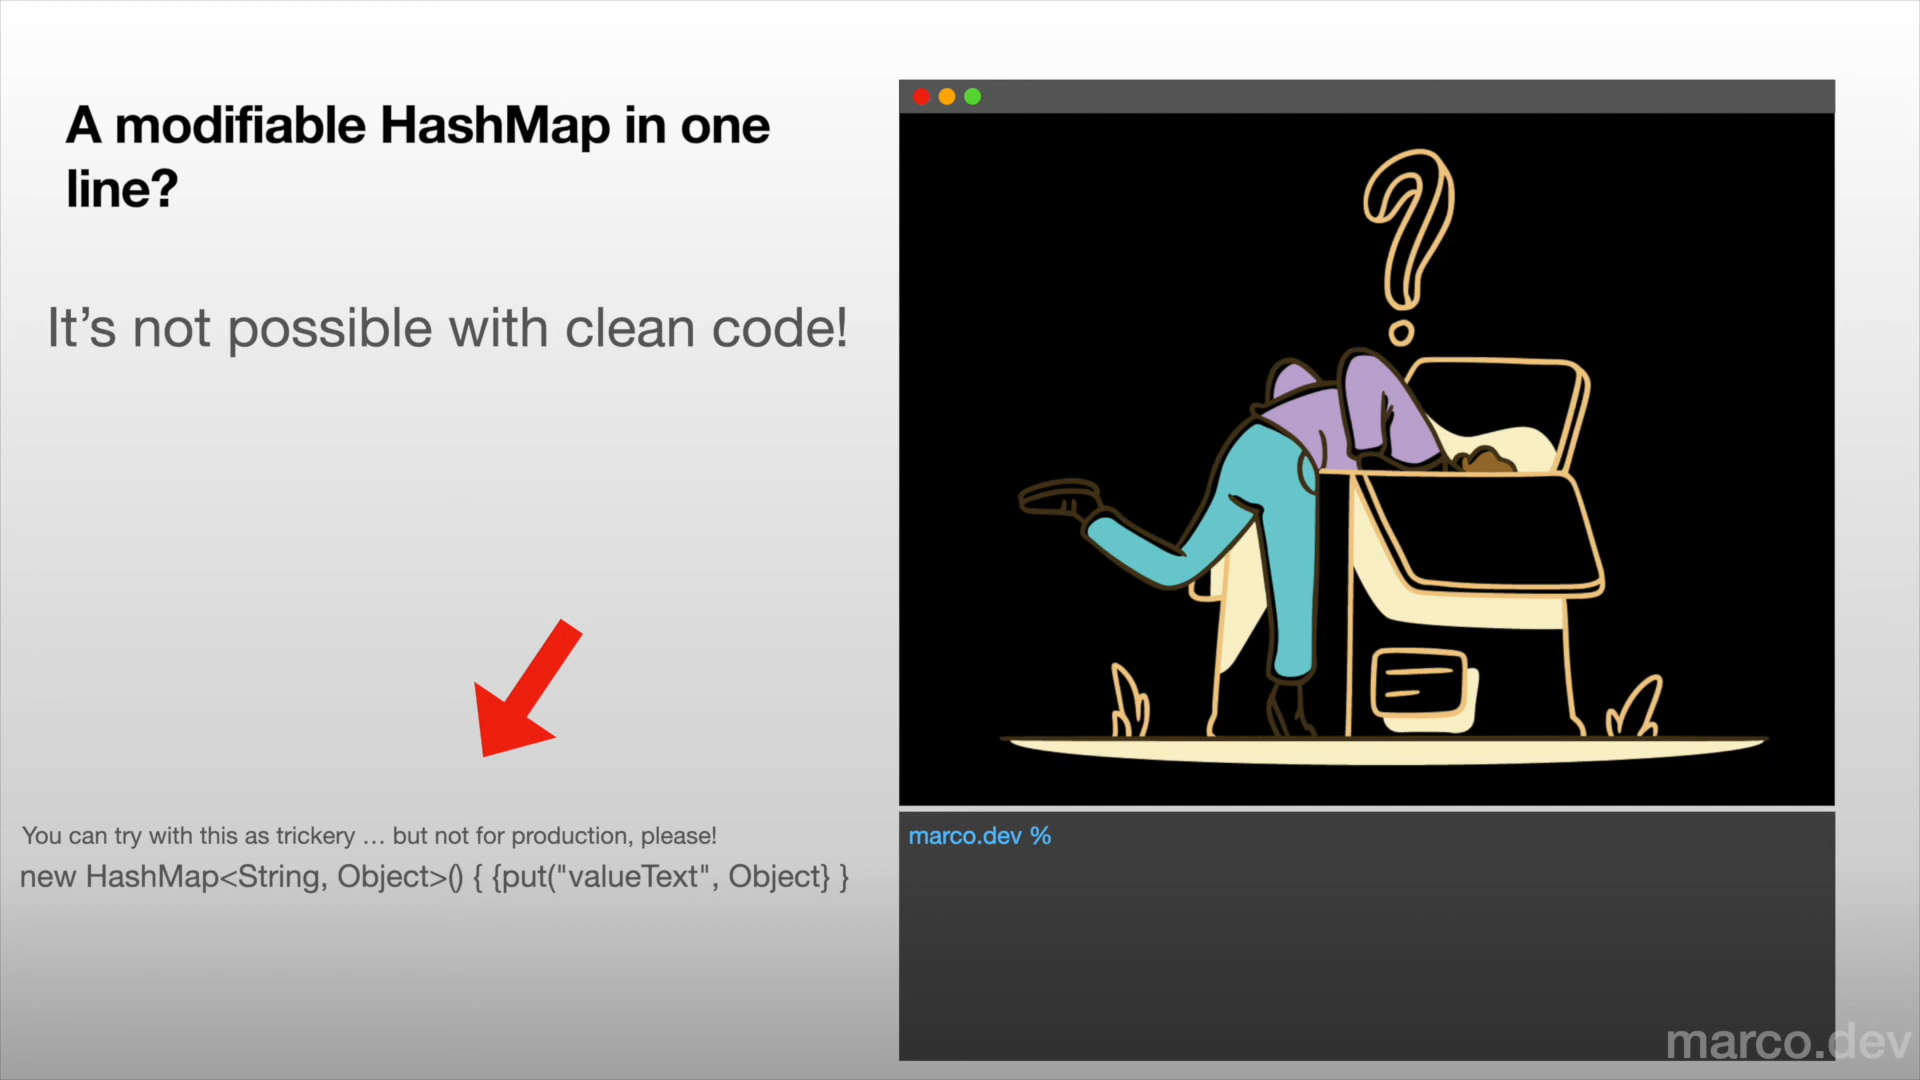 A modifiable HashMap in one
line?
It’s not possible with clean code!
You can try with this as trickery … but not for production, please!
new HashMap<String, Object>() { {put("valueText", Object} }
marco.dev %
marco.dev